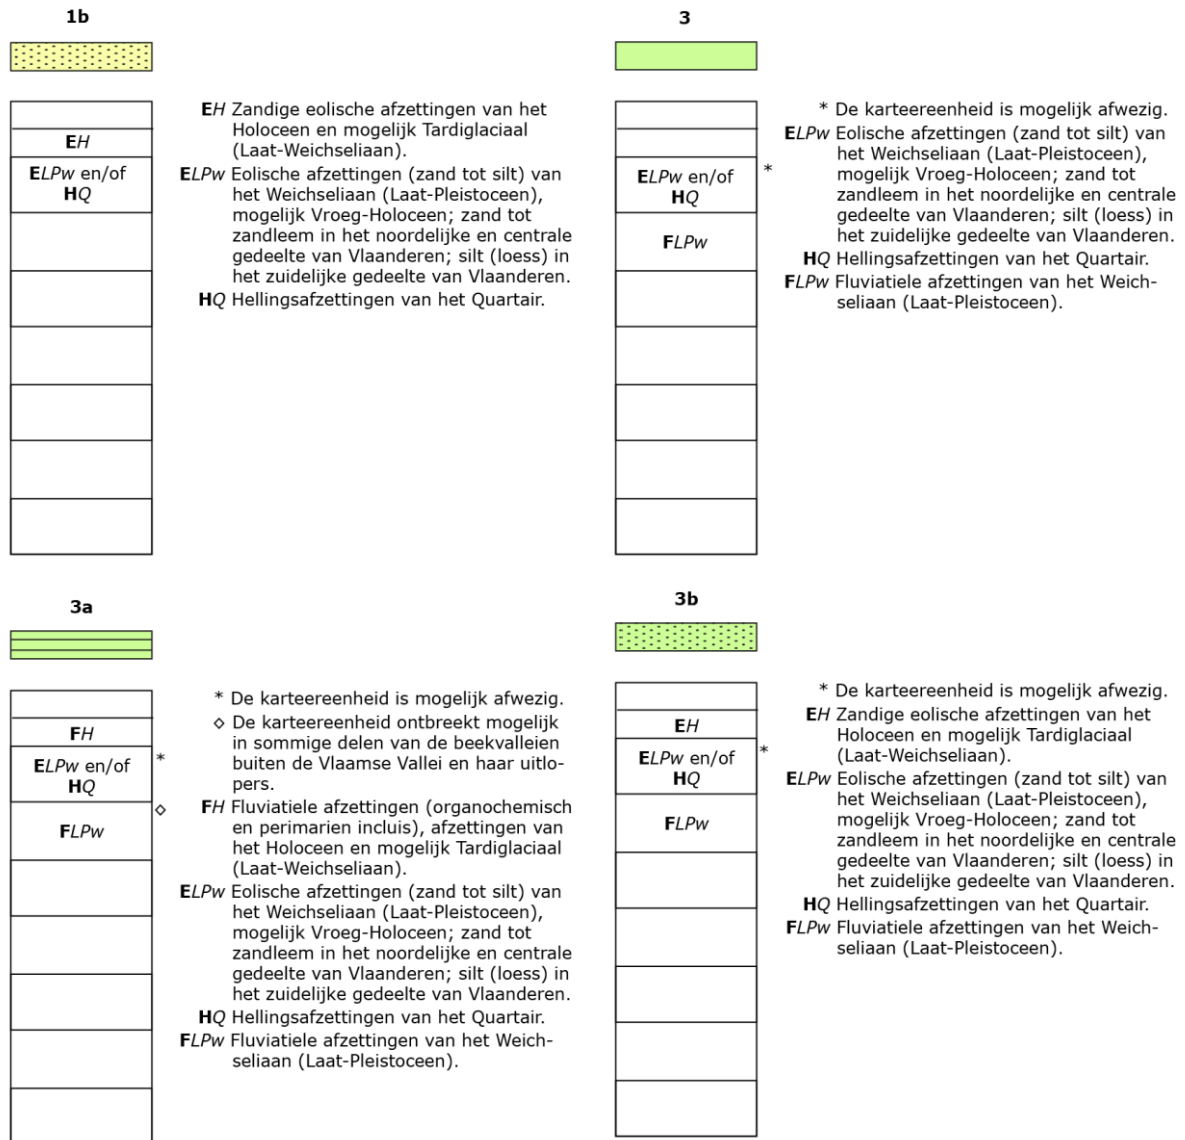 1b
EH
ELPw en/of
HQ
EH Zandige eolische afzettingen van het
Holoceen en mogelijk Tardiglaciaal
(Laat-Weichseliaan).
ELPw Eolische afzettingen (zand tot silt) van
het Weichseliaan (Laat-Pleistoceen),
mogelijk Vroeg-Holoceen; zand tot
zandleem in het noordelijke en centrale
gedeelte van Vlaanderen; silt (loess) in
het zuidelijke gedeelte van Vlaanderen.
HQ Hellingsafzettingen van het Quartair.
3
ELPw en/of
HQ
*
FLPw
* De karteereenheid is mogelijk afwezig.
ELPw Eolische afzettingen (zand tot silt) van
het Weichseliaan (Laat-Pleistoceen),
mogelijk Vroeg-Holoceen; zand tot
zandleem in het noordelijke en centrale
gedeelte van Vlaanderen; silt (loess) in
het zuidelijke gedeelte van Vlaanderen.
HQ Hellingsafzettingen van het Quartair.
FLPw Fluviatiele afzettingen van het Weich-
seliaan (Laat-Pleistoceen).
3a
FH
ELPw en/of
HQ
*
◇
FLPw
* De karteereenheid is mogelijk afwezig.
◇ De karteereenheid ontbreekt mogelijk
in sommige delen van de beekvalleien
buiten de Vlaamse Vallei en haar uitlo-
pers.
FH Fluviatiele afzettingen (organochemisch
en perimarien incluis), afzettingen van
het Holoceen en mogelijk Tardiglaciaal
(Laat-Weichseliaan).
ELPw Eolische afzettingen (zand tot silt) van
het Weichseliaan (Laat-Pleistoceen),
mogelijk Vroeg-Holoceen; zand tot
zandleem in het noordelijke en centrale
gedeelte van Vlaanderen; silt (loess) in
het zuidelijke gedeelte van Vlaanderen.
HQ Hellingsafzettingen van het Quartair.
FLPw Fluviatiele afzettingen van het Weich-
seliaan (Laat-Pleistoceen).
3b
EH
ELPw en/of
HQ
*
FLPw
* De karteereenheid is mogelijk afwezig.
EH Zandige eolische afzettingen van het
Holoceen en mogelijk Tardiglaciaal
(Laat-Weichseliaan).
ELPw Eolische afzettingen (zand tot silt) van
het Weichseliaan (Laat-Pleistoceen),
mogelijk Vroeg-Holoceen; zand tot
zandleem in het noordelijke en centrale
gedeelte van Vlaanderen; silt (loess) in
het zuidelijke gedeelte van Vlaanderen.
HQ Hellingsafzettingen van het Quartair.
FLPw Fluviatiele afzettingen van het Weich-
seliaan (Laat-Pleistoceen).